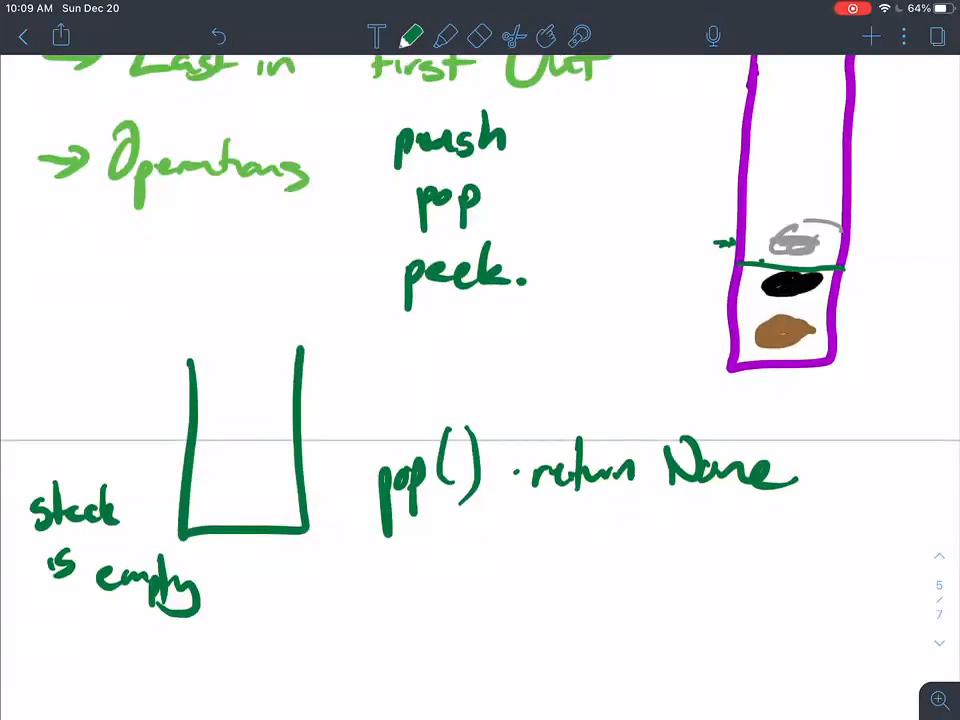 10:09 AM Sun Dec 20
64%
T
→ Last in First Out
→ Operations
push
pop
peek.
stack
is empty
pop() . return None
5
/
7